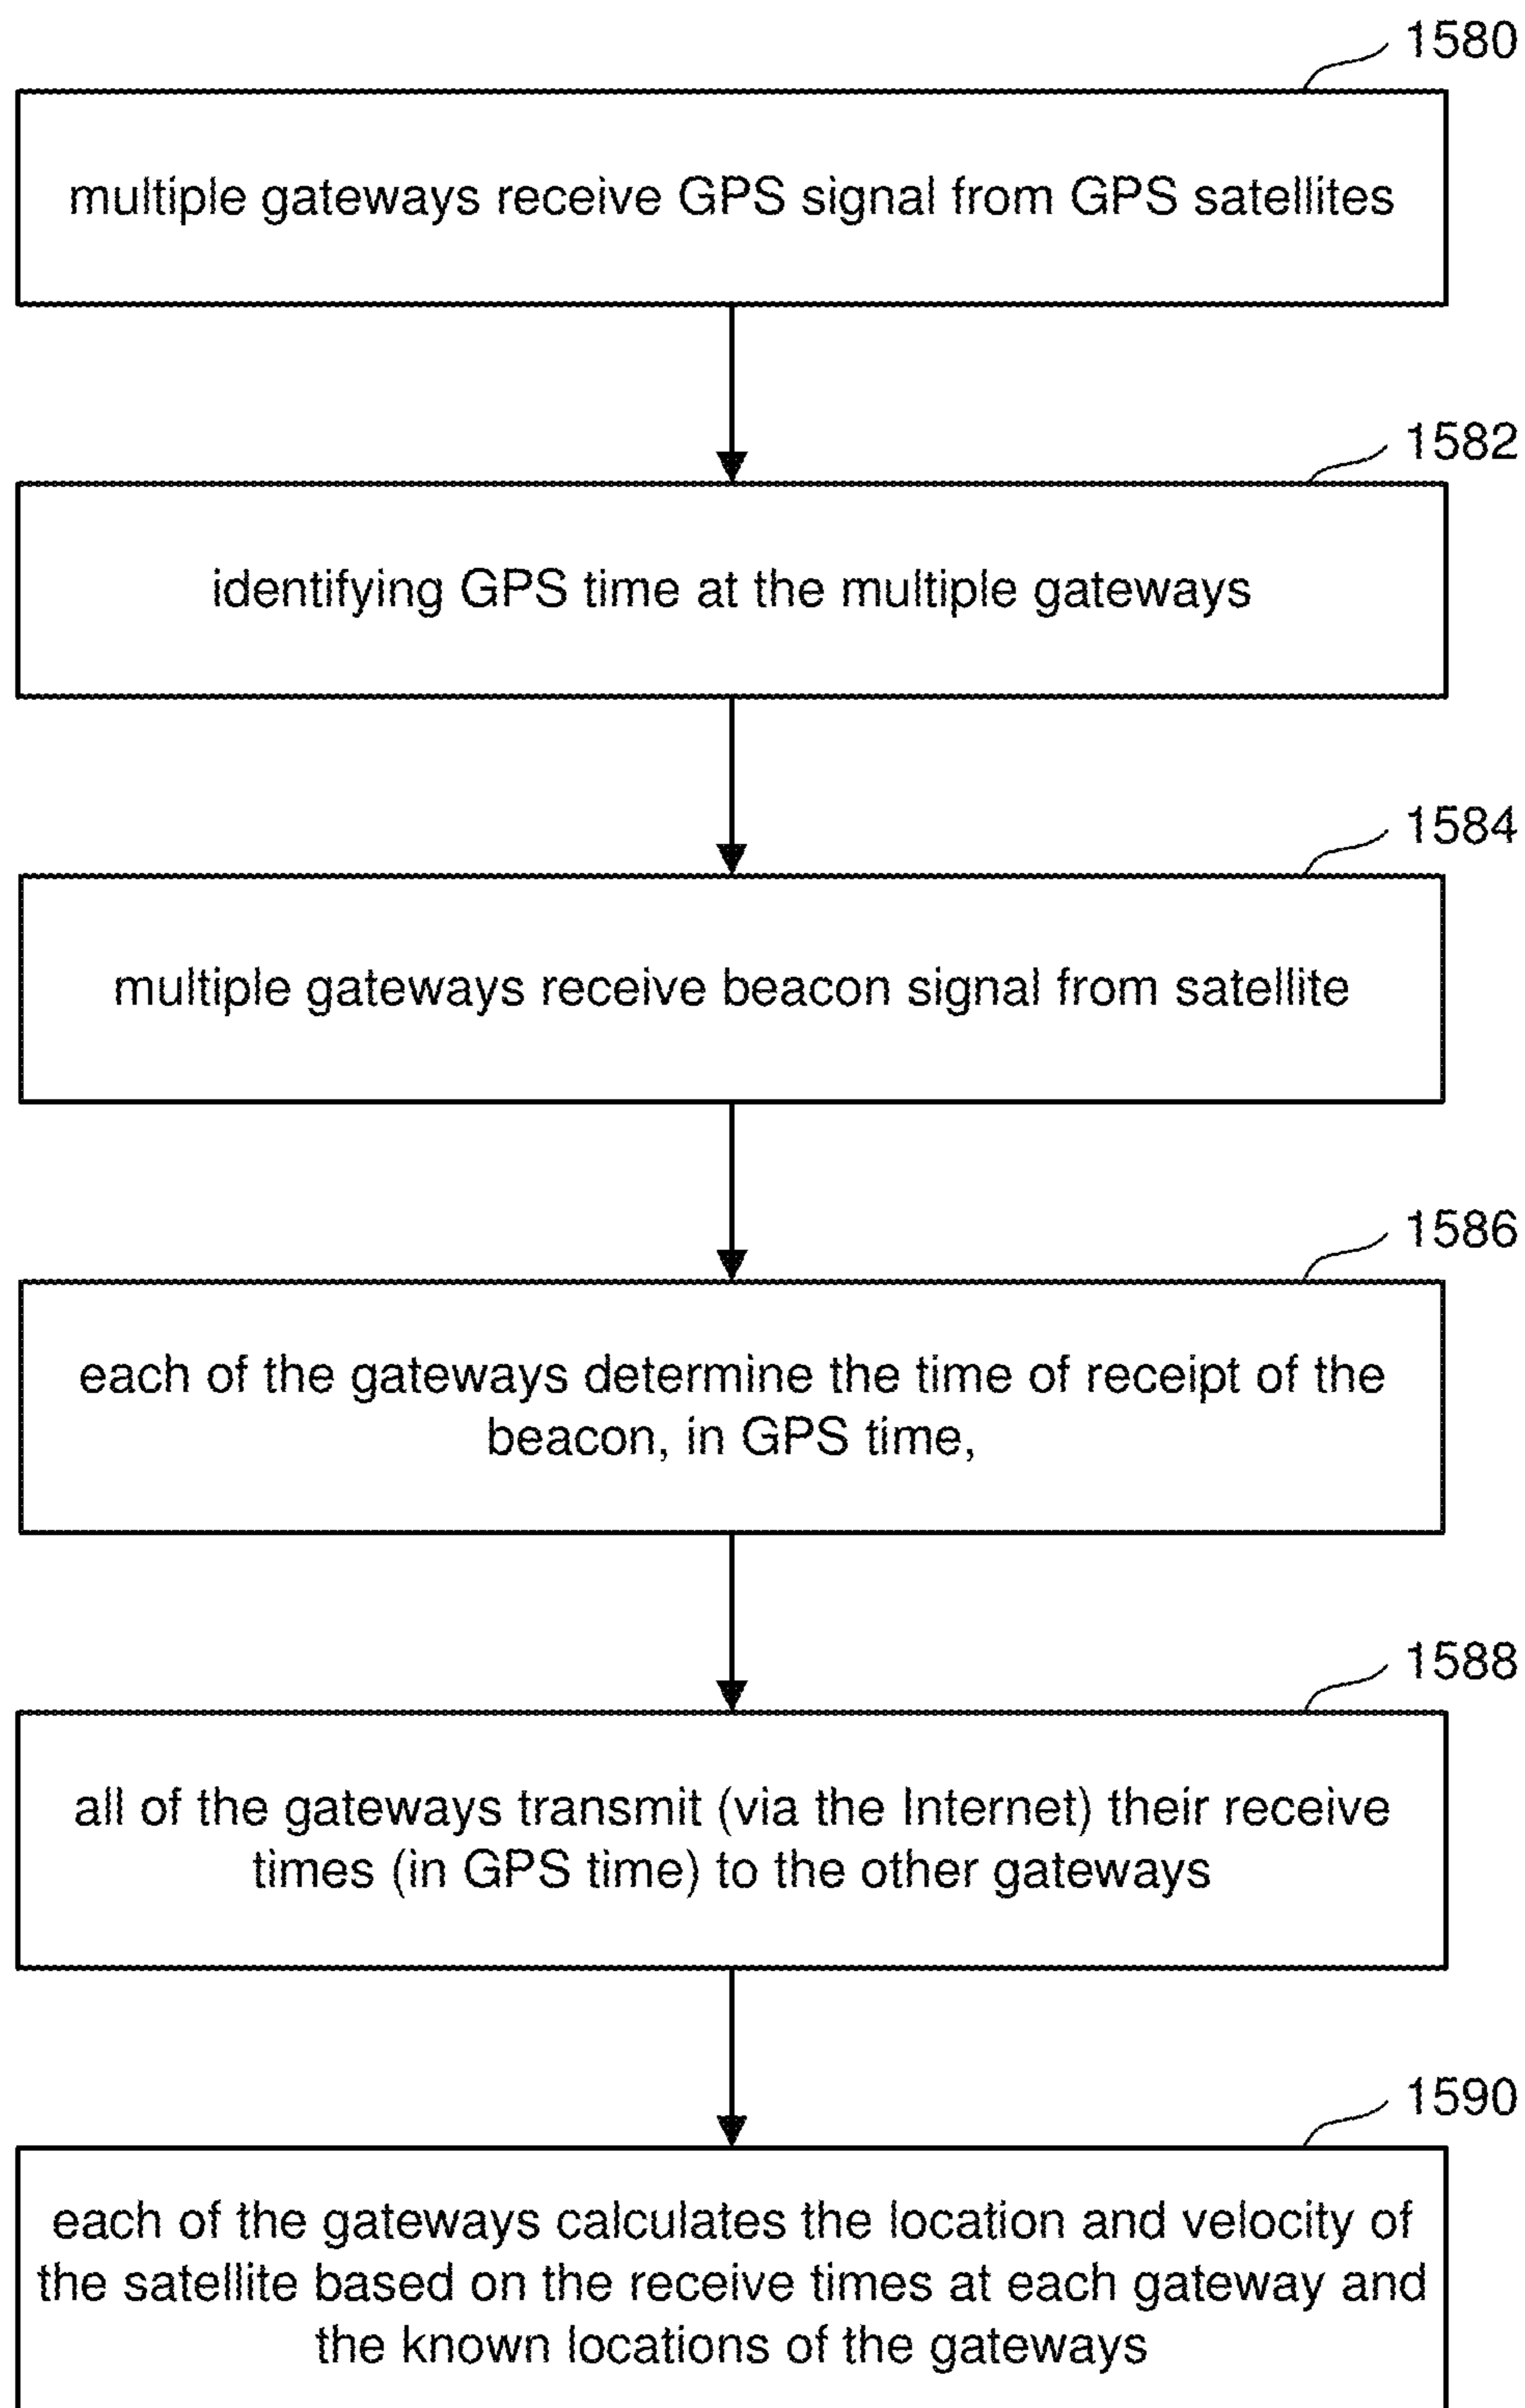 1580
multiple gateways receive GPS signal from GPS satellites
1582
identifying GPS time at the multiple gateways
1584
multiple gateways receive beacon signal from satellite
1586
each of the gateways determine the time of receipt of the
beacon, in GPS time,
1588
all of the gateways transmit (via the Internet) their receive
times (in GPS time) to the other gateways
1590
each of the gateways calculates the location and velocity of
the satellite based on the receive times at each gateway and
the known locations of the gateways